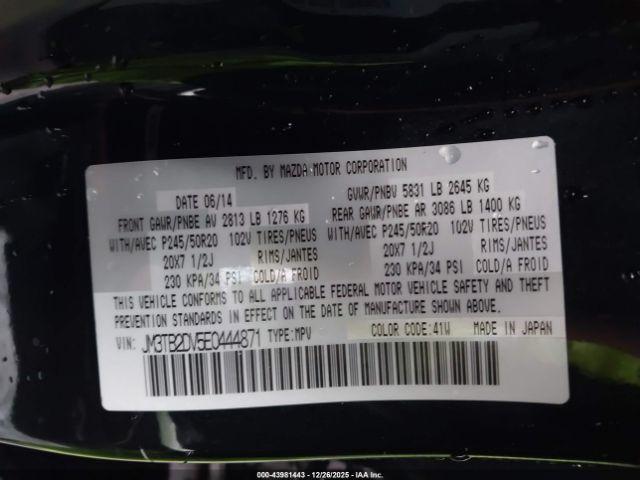 MFD. BY MAZDA MOTOR CORPORATION
DATE 06/14 GVWR/PNBV 5831 LB 2645 KG
FRONT GAWR/PNBE AV 2813 LB 1276 KG REAR GAWR/PNBE AR 3086 LB 1400 KG
WITH/AVEC P245/50R20 102V TIRES/PNEUS WITH/AVEC P245/50R20 102V TIRES/PNEUS
20X7 1/2J RIMS/JANTES 20X7 1/2J RIMS/JANTES
230 KPA/34 PSI COLD/A FROID 230 KPA/34 PSI COLD/A FROID
THIS VEHICLE CONFORMS TO ALL APPLICABLE FEDERAL MOTOR VEHICLE SAFETY AND THEFT
PREVENTION STANDARDS IN EFFECT ON THE DATE OF MANUFACTURE SHOWN ABOVE.
VIN: JM3TB2DV5E0444871 TYPE:MPV COLOR CODE:41W MADE IN JAPAN
000-43981443 - 12/26/2025 - IAA Inc.